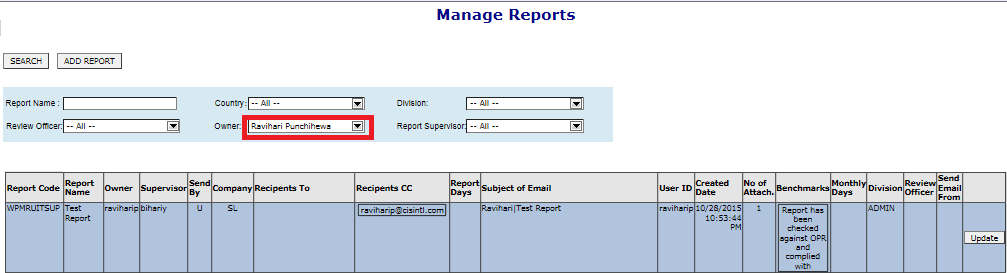 Manage Reports
SEARCH ADD REPORT
Report Name : Country: -- All -- Division: -- All --
Review Officer: -- All -- Owner: Ravihari Punchihewa Report Supervisor: -- All --
Report Code Report Name Owner Supervisor Send By Company Recipents To Recipents CC Report Days Subject of Email User ID Created Date No of Attach. Benchmarks Monthly Days Division Review Officer Send Email From
WPMRUITSUP Test Report raviharip bihariy U SL raviharip@cisintl.com Ravihari|Test Report raviharip 10/28/2015 10:53:44 PM 1 Report has been checked against OPR and complied with ADMIN Update